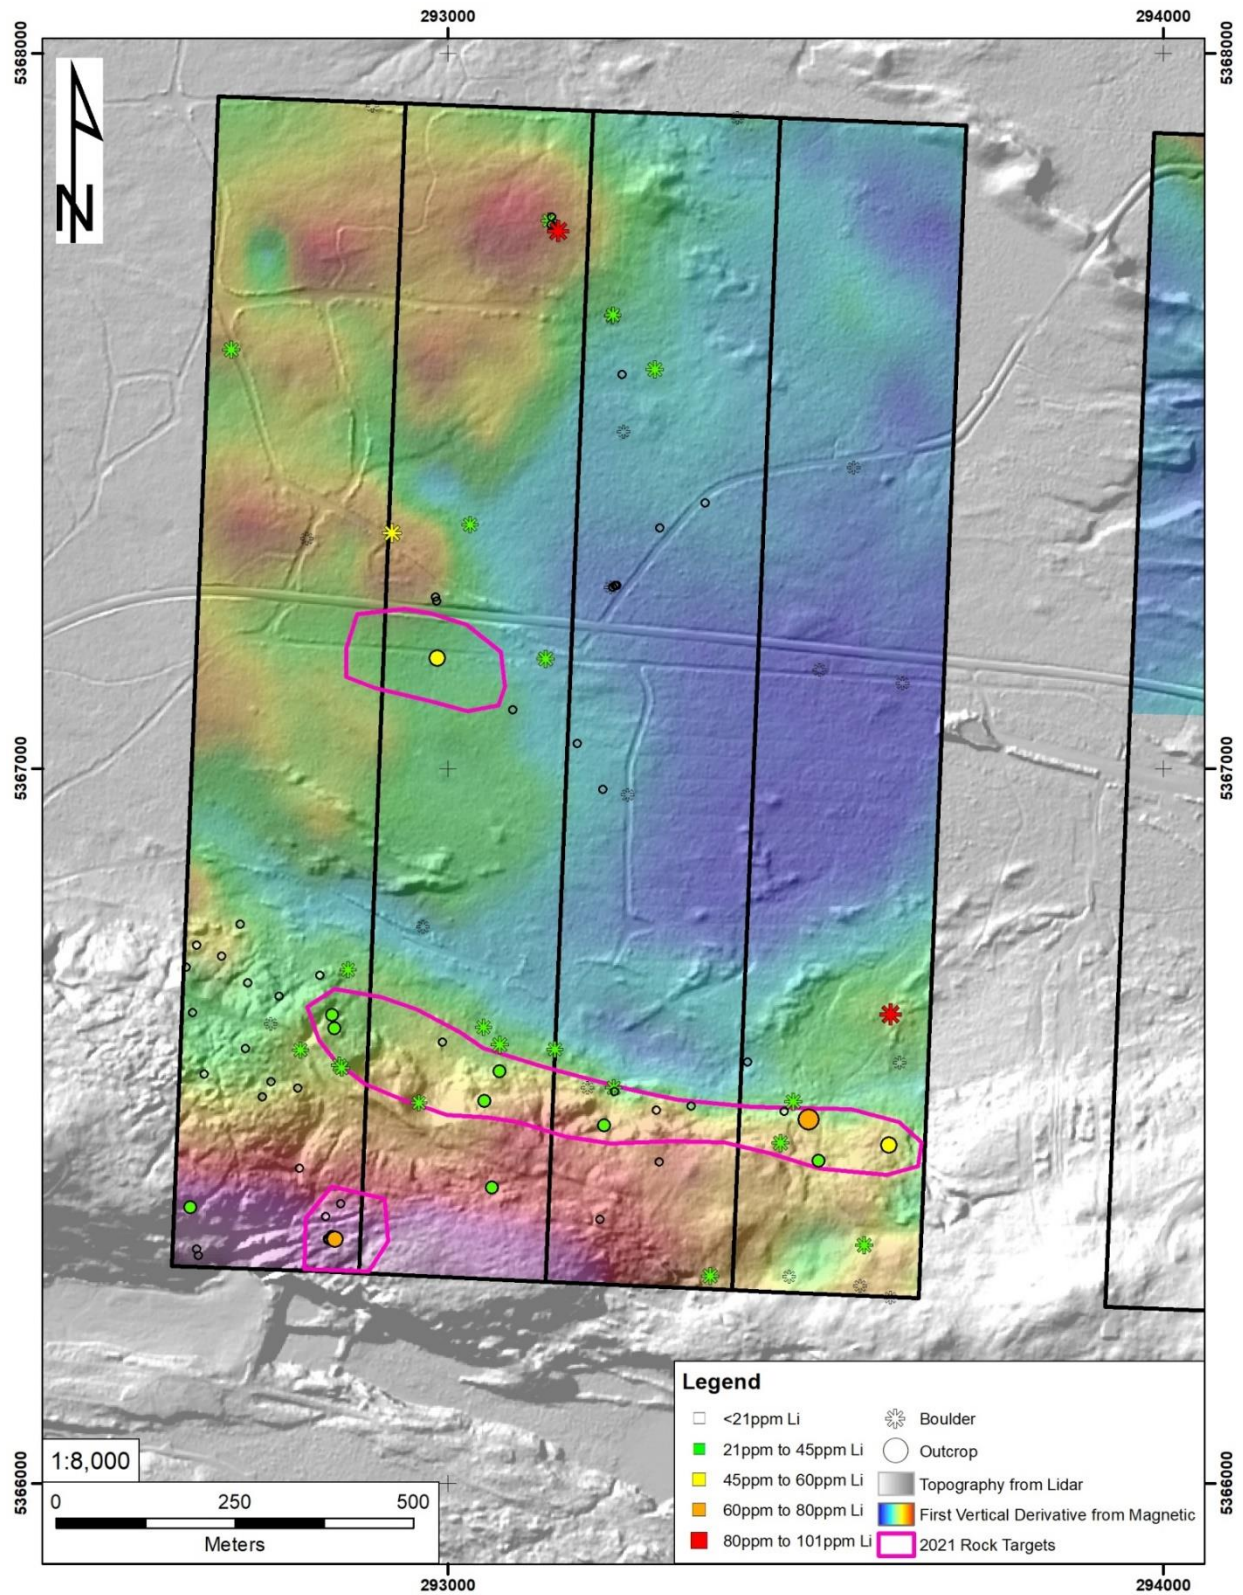 293000
294000
5368000
5368000
N
5367000
5367000
Legend
<21ppm Li
Boulder
21ppm to 45ppm Li
Outcrop
45ppm to 60ppm Li
Topography from Lidar
60ppm to 80ppm Li
First Vertical Derivative from Magnetic
80ppm to 101ppm Li
2021 Rock Targets
1:8,000
0 250 500
Meters
5366000
5366000
293000
294000